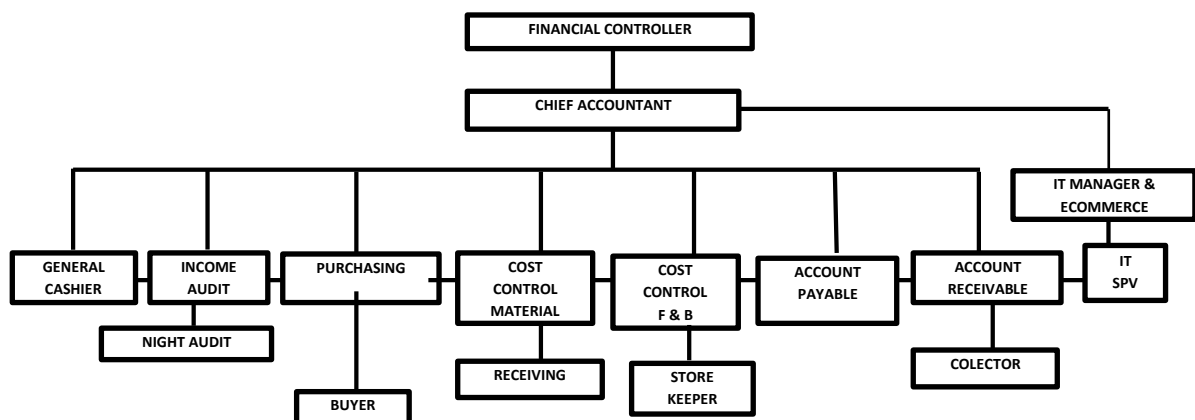 FINANCIAL CONTROLLER
CHIEF ACCOUNTANT
IT MANAGER &
ECOMMERCE
GENERAL
CASHIER
INCOME
AUDIT
PURCHASING
COST
CONTROL
MATERIAL
COST
CONTROL
F & B
ACCOUNT
PAYABLE
ACCOUNT
RECEIVABLE
IT
SPV
NIGHT AUDIT
RECEIVING
STORE
KEEPER
COLECTOR
BUYER